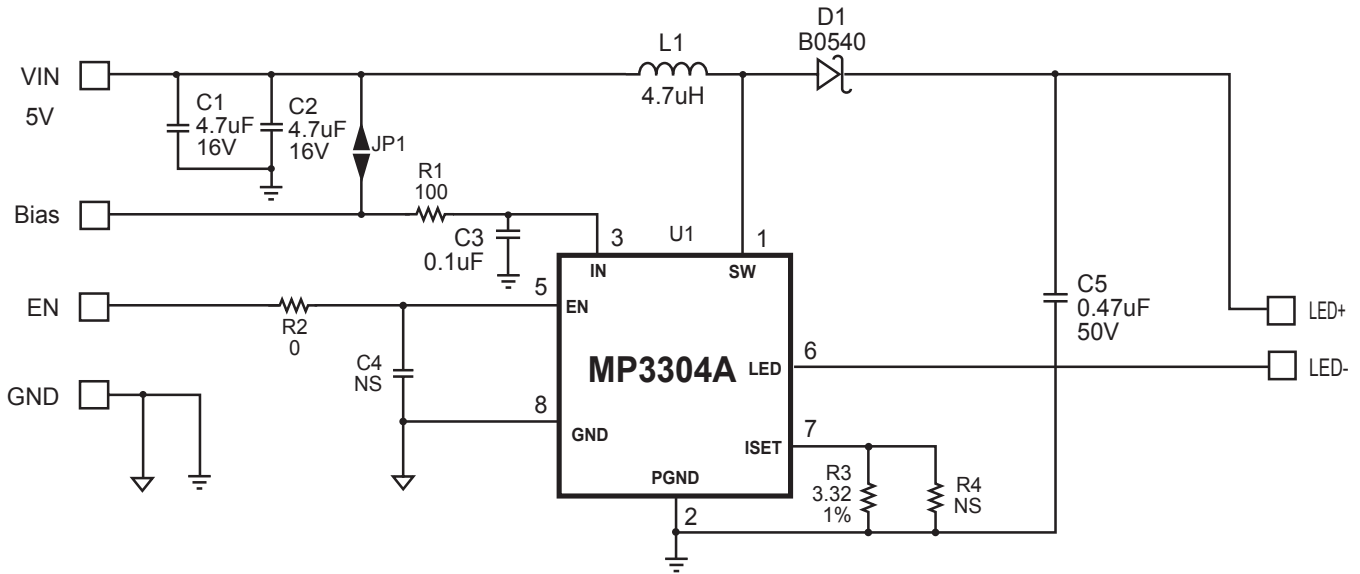 D1
B0540
L1
4.7uH
VIN
5V
C1
4.7uF
16V
C2
4.7uF
16V
JP1
R1
100
Bias
C3
0.1uF
3
U1
1
IN
SW
EN
R2
0
5
EN
C4
NS
MP3304A
LED
6
C5
0.47uF
50V
LED+
LED-
GND
8
GND
7
ISET
PGND
2
R3
3.32
1%
R4
NS